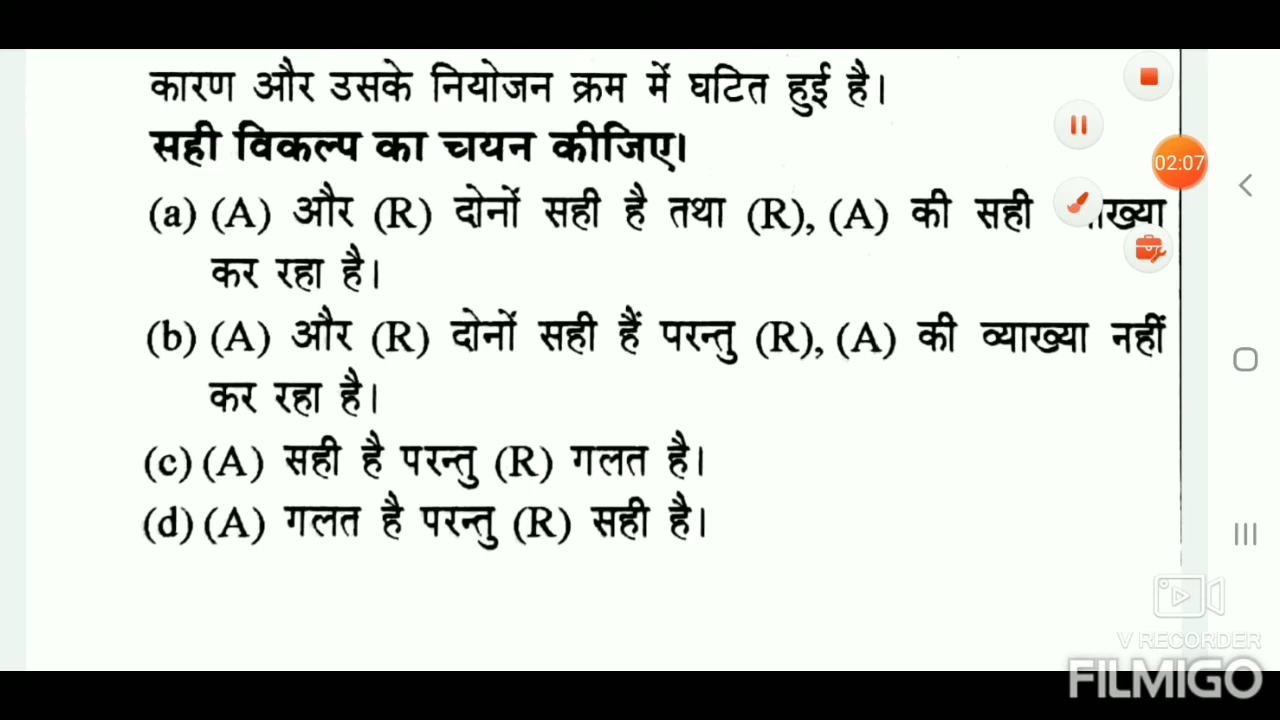 कारण और उसके नियोजन क्रम में घटित हुई है।
सही विकल्प का चयन कीजिए।
02:07
(a) (A) और (R) दोनों सही है तथा (R), (A) की सही
कर रहा है।
(b) (A) और (R) दोनों सही हैं परन्तु (R), (A) की व्याख्या नहीं
कर रहा है।
(c) (A) सही है परन्तु (R) गलत है।
(d) (A) गलत है परन्तु (R) सही है।
V RECORDER
FILMIGO